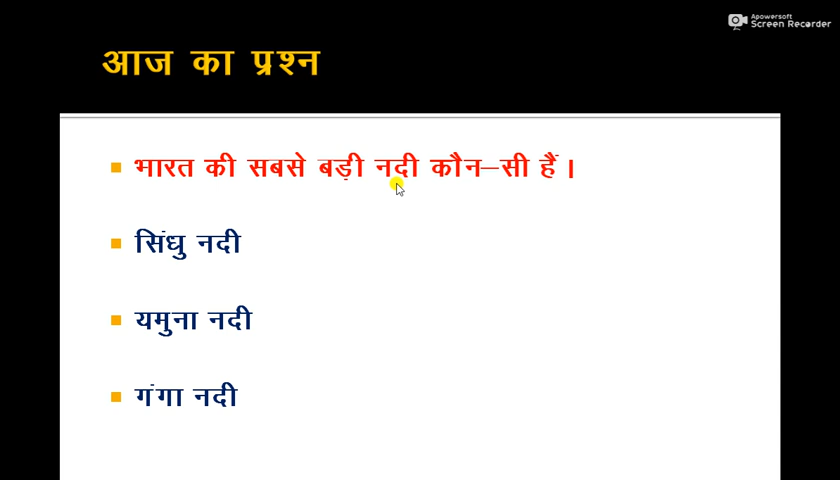 Apowersoft
Screen Recorder
आज का प्रश्न
भारत की सबसे बड़ी नदी कौन–सी हैं।
सिंधु नदी
यमुना नदी
गंगा नदी